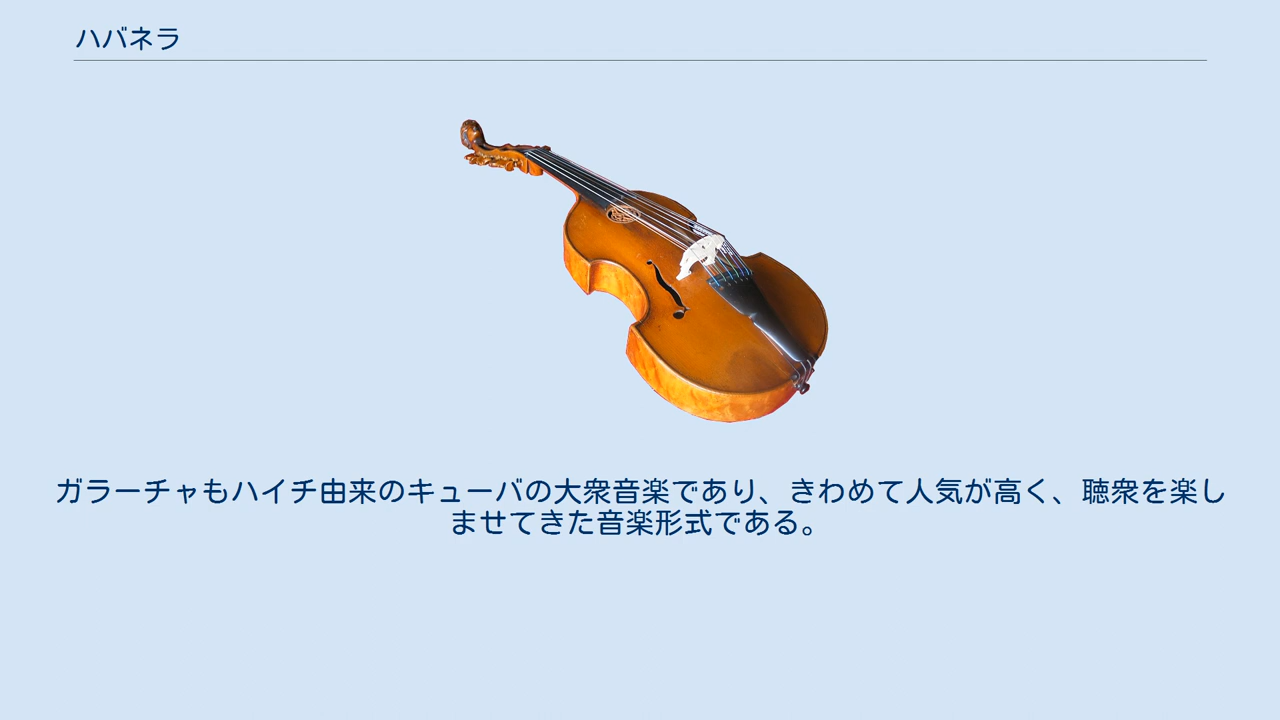 ハバネラ
ガラーチャもハイチ由来のキューバの大衆音楽であり、きわめて人気が高く、聴衆を楽し
ませてきた音楽形式である。